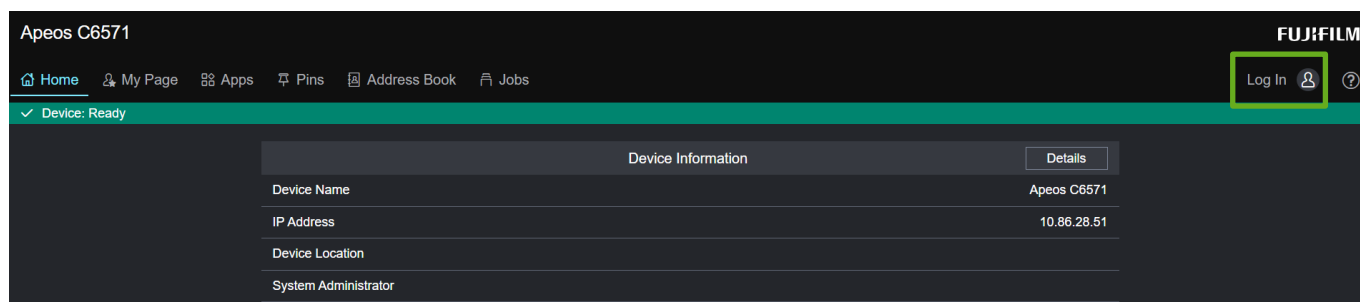 Apeos C6571
FUJIFILM
Home My Page Apps Pins Address Book Jobs Log In
Device: Ready
Device Information Details
Device Name Apeos C6571
IP Address 10.86.28.51
Device Location
System Administrator